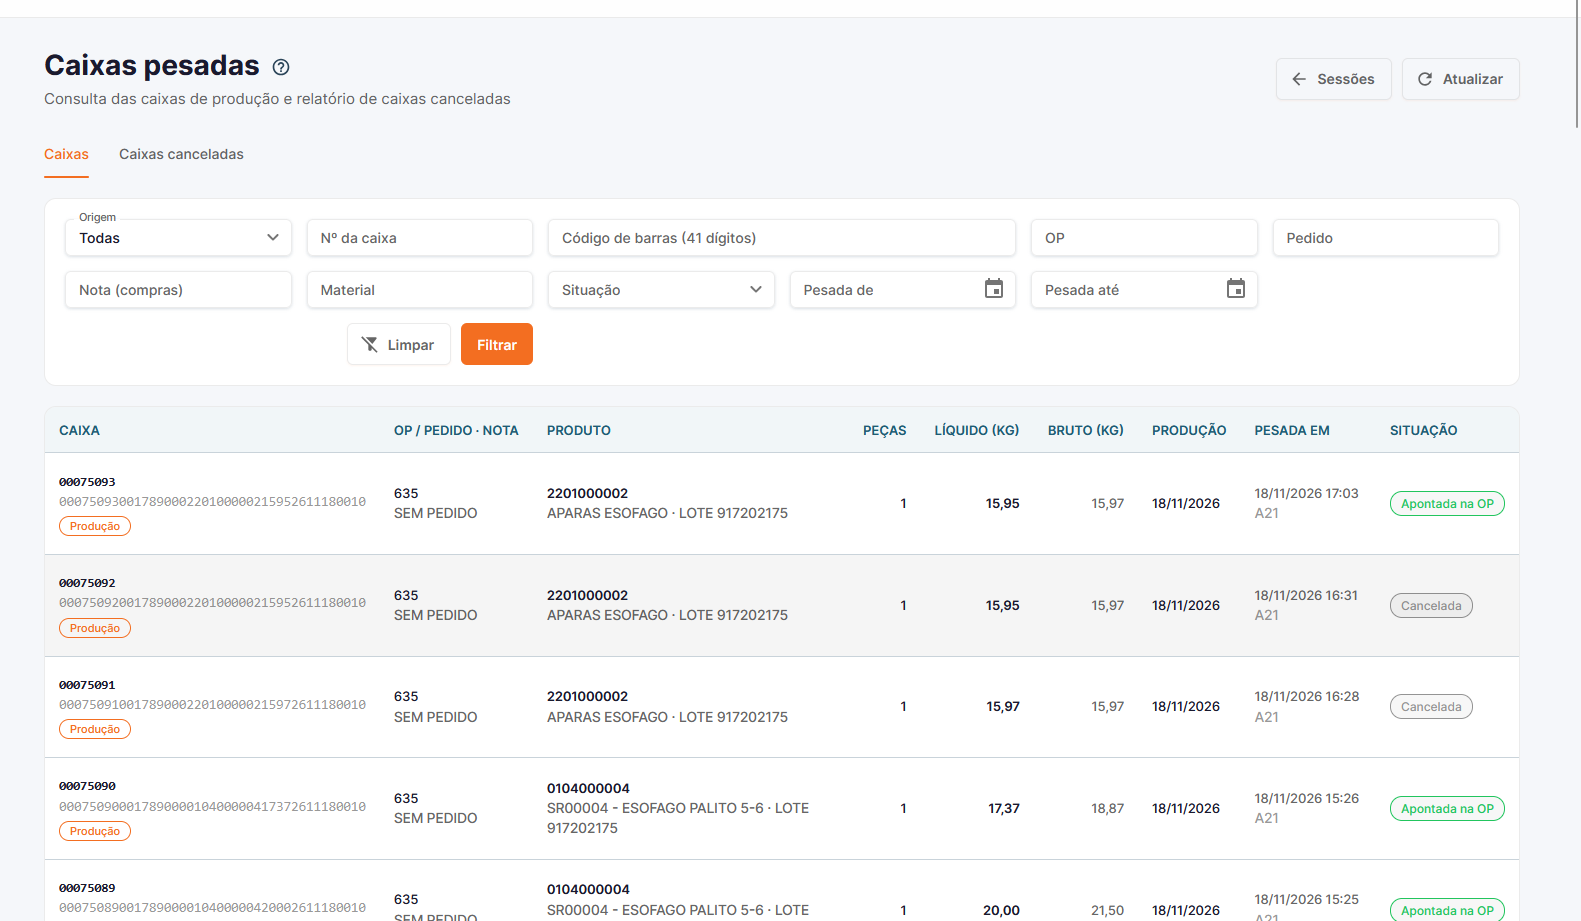 Caixas pesadas
Consulta das caixas de produção e relatório de caixas canceladas
Sessões
Atualizar
Caixas
Caixas canceladas
Origem
Todas
Nº da caixa
Código de barras (41 dígitos)
OP
Pedido
Nota (compras)
Material
Situação
Pesada de
Pesada até
Limpar
Filtrar
CAIXA OP / PEDIDO · NOTA PRODUTO PEÇAS LÍQUIDO (KG) BRUTO (KG) PRODUÇÃO PESADA EM SITUAÇÃO
00075093
00075093001789000220100000215952611180010
Produção
635
SEM PEDIDO
2201000002
APARAS ESOFAGO · LOTE 917202175
1
15,95
15,97
18/11/2026
18/11/2026 17:03
A21
Apontada na OP
00075092
00075092001789000220100000215952611180010
Produção
635
SEM PEDIDO
2201000002
APARAS ESOFAGO · LOTE 917202175
1
15,95
15,97
18/11/2026
18/11/2026 16:31
A21
Cancelada
00075091
00075091001789000220100000215972611180010
Produção
635
SEM PEDIDO
2201000002
APARAS ESOFAGO · LOTE 917202175
1
15,97
15,97
18/11/2026
18/11/2026 16:28
A21
Cancelada
00075090
00075090001789000010400000417372611180010
Produção
635
SEM PEDIDO
0104000004
SR00004 - ESOFAGO PALITO 5-6 · LOTE
917202175
1
17,37
18,87
18/11/2026
18/11/2026 15:26
A21
Apontada na OP
00075089
00075089001789000010400000420002611180010
635
SEM PEDIDO
0104000004
SR00004 - ESOFAGO PALITO 5-6 · LOTE
1
20,00
21,50
18/11/2026
18/11/2026 15:25
A21
Apontada na OP